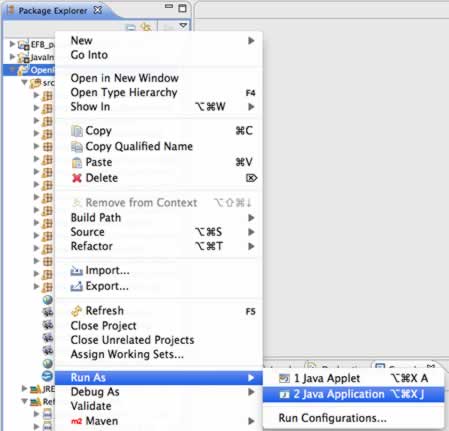 Package Explorer
EFB_p
JavaIn
Open
src
New
Go Into
Open in New Window
Open Type Hierarchy F4
Show In ⌥⌘W
Copy ⌘C
Copy Qualified Name
Paste ⌘V
Delete ⌦
Remove from Context ⌥⇧⌘↓
Build Path
Source ⌥⌘S
Refactor ⌥⌘T
Import...
Export...
Refresh F5
Close Project
Close Unrelated Projects
Assign Working Sets...
Run As
Debug As
Validate
m2 Maven
JRE
Ref
1 Java Applet ⌥⌘X A
2 Java Application ⌥⌘X J
Run Configurations...